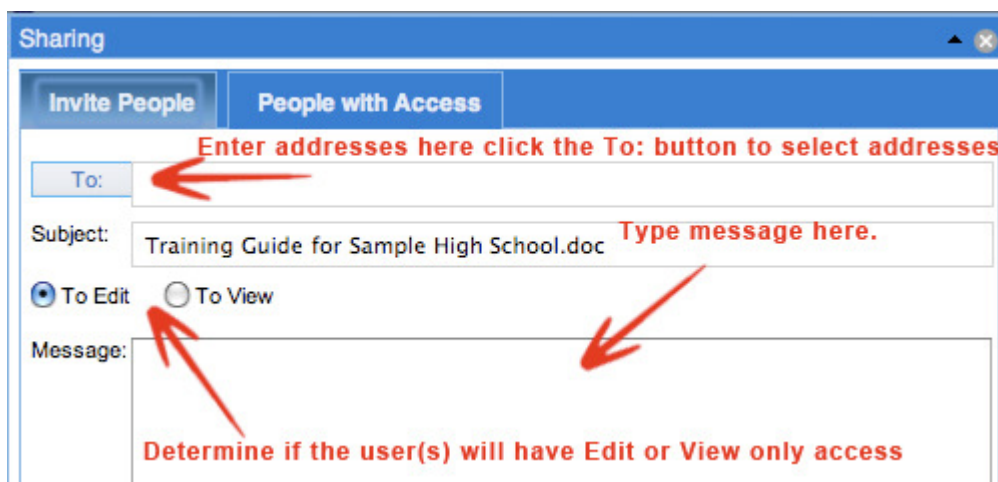 Sharing
Invite People People with Access
Enter addresses here click the To: button to select addresses
To:
Subject: Training Guide for Sample High School.doc
Type message here.
To Edit To View
Message:
Determine if the user(s) will have Edit or View only access